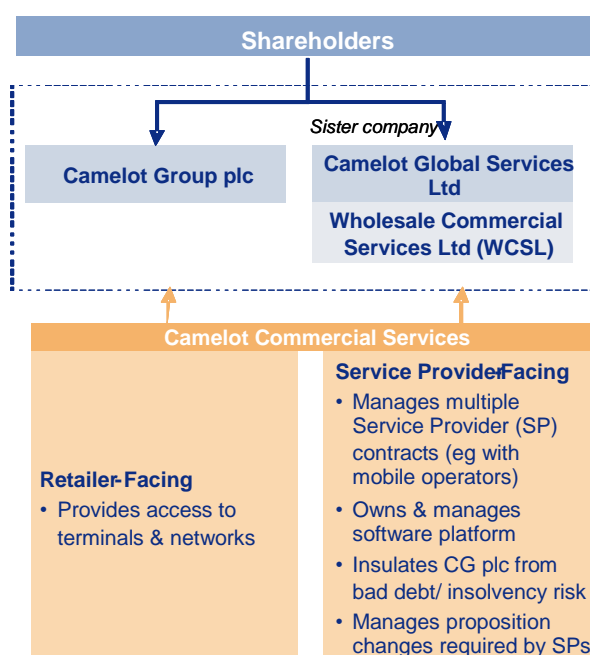 Shareholders
Sister company
Camelot Group plc
Camelot Global Services
Ltd
Wholesale Commercial
Services Ltd (WCSL)
Camelot Commercial Services
Retailer-Facing
• Provides access to
terminals & networks
Service Provider-Facing
• Manages multiple
Service Provider (SP)
contracts (eg with
mobile operators)
• Owns & manages
software platform
• Insulates CG plc from
bad debt/ insolvency risk
• Manages proposition
changes required by SPs